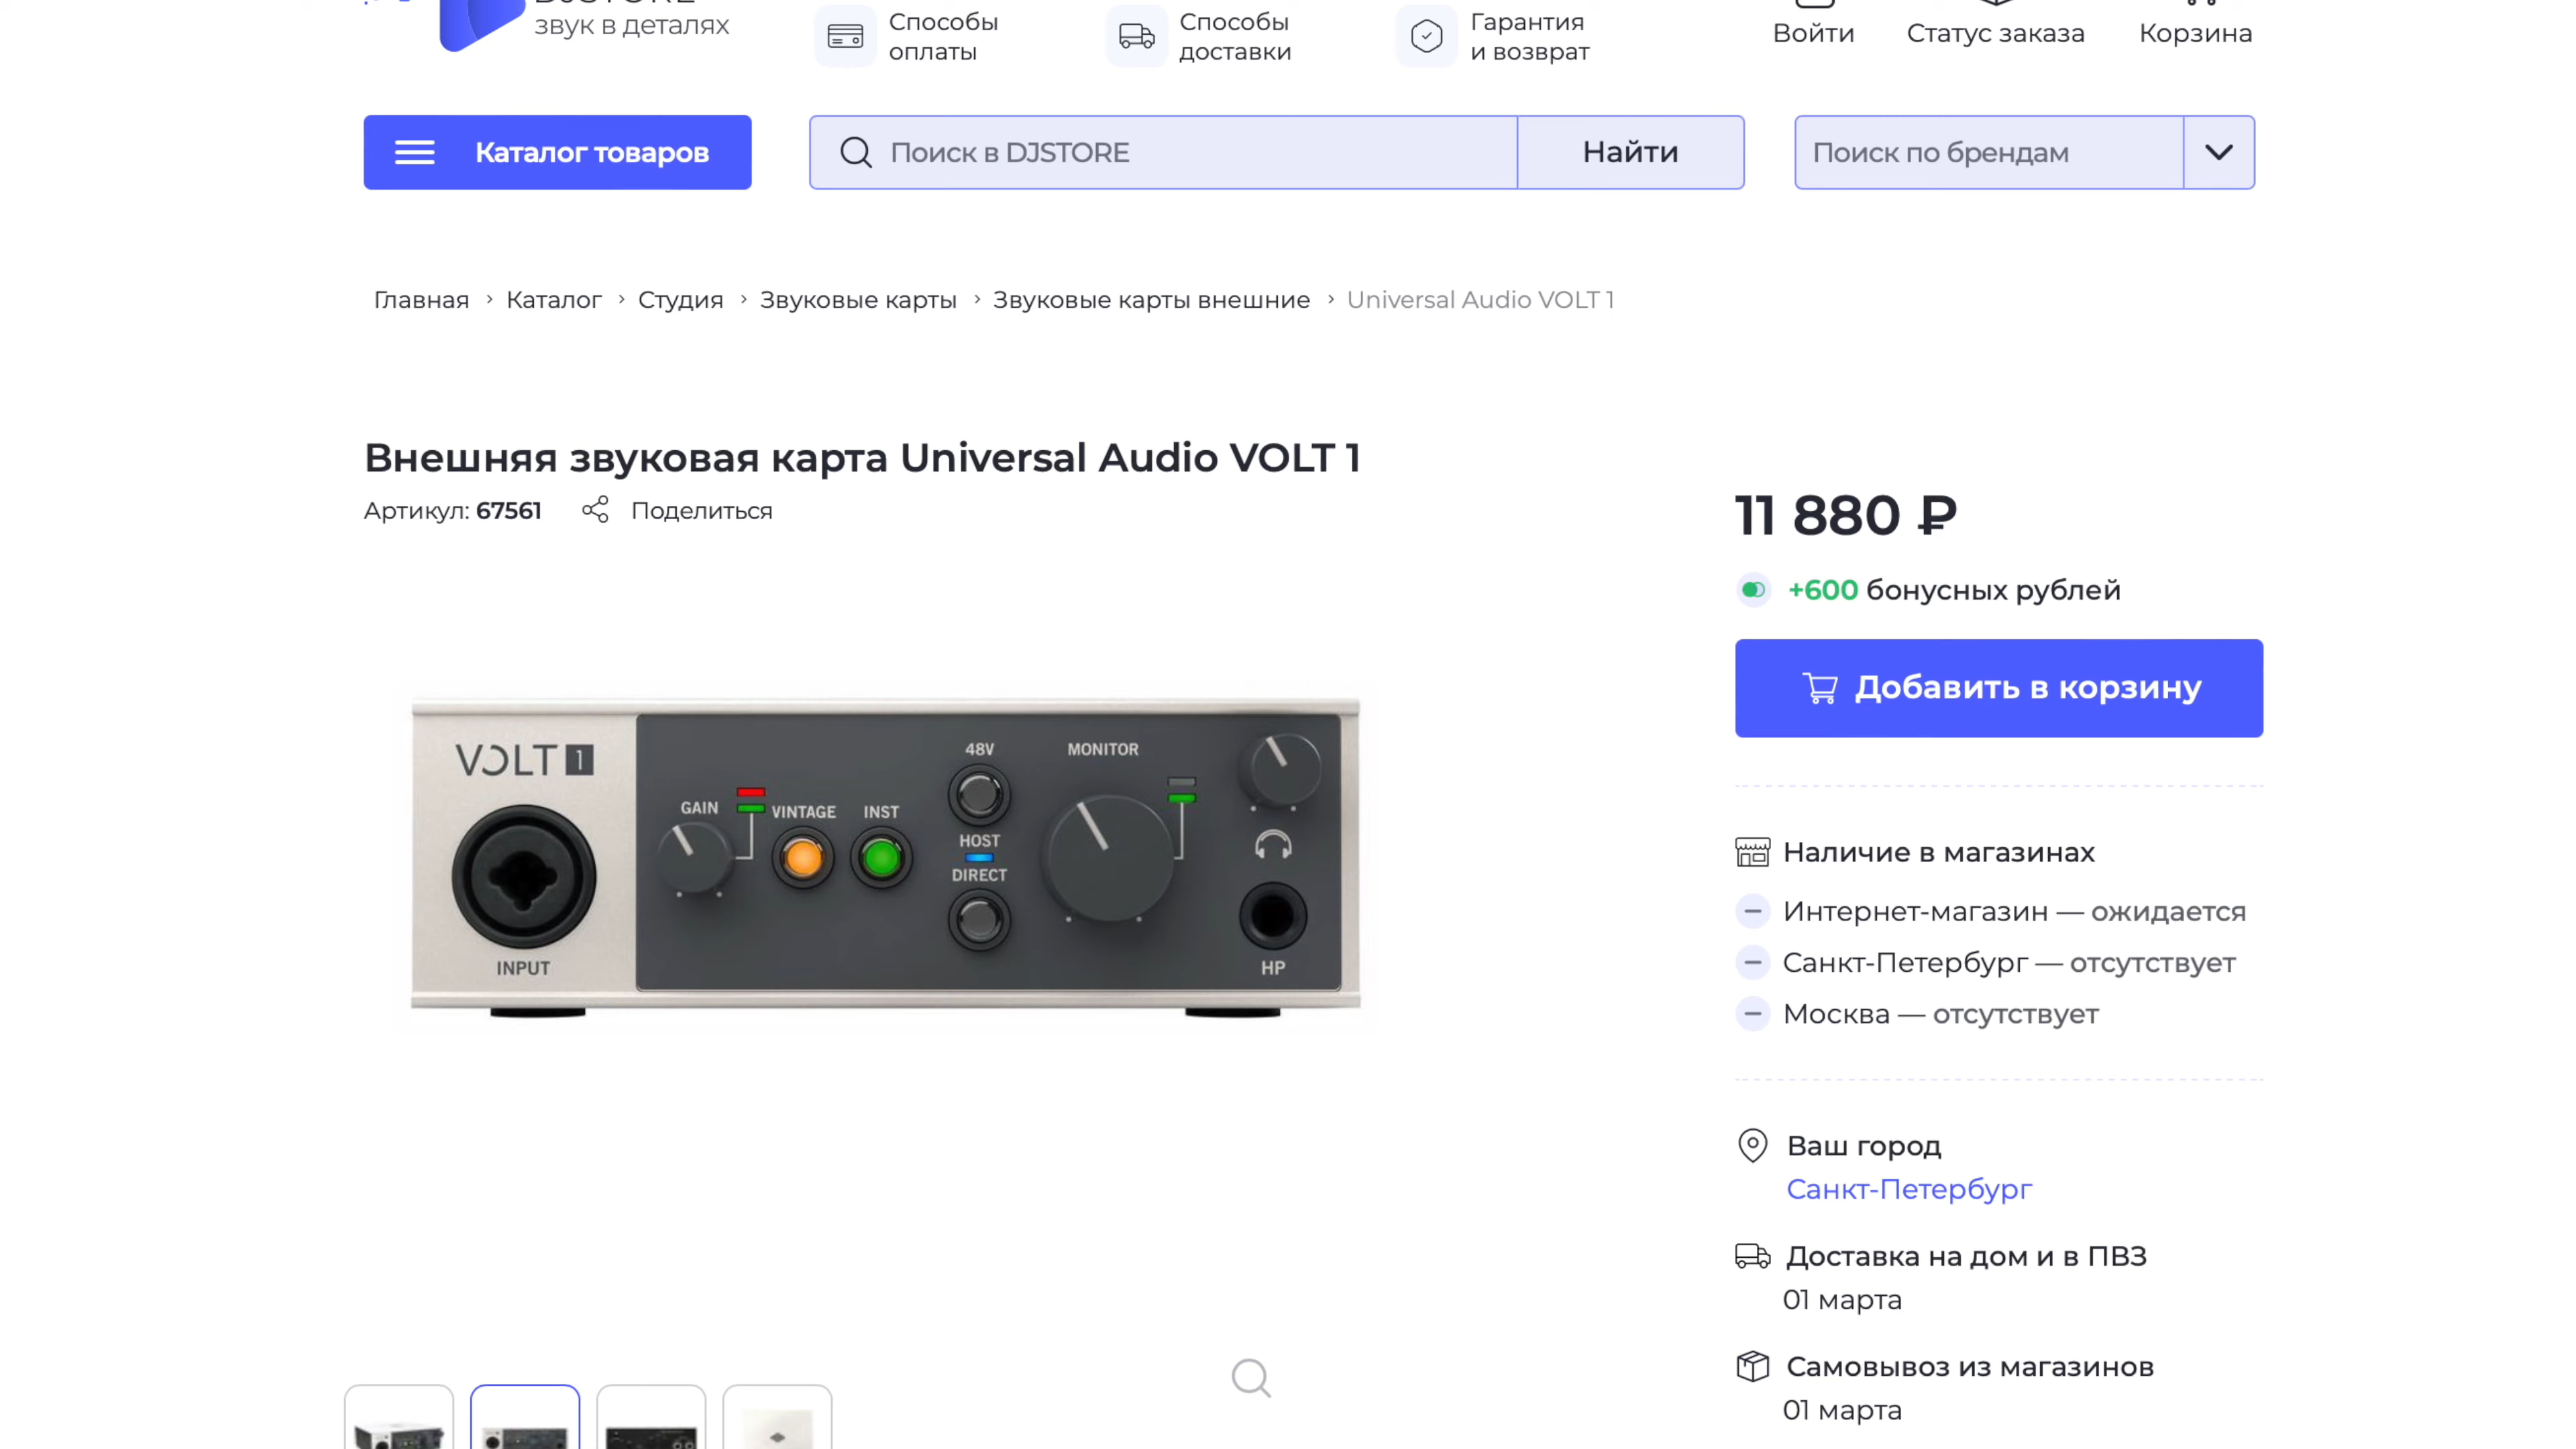 DJSTORE
звук в деталях
Способы
оплаты
Способы
доставки
Гарантия
и возврат
Войти
Статус заказа
Корзина
Каталог товаров
Поиск в DJSTORE
Найти
Поиск по брендам
Главная › Каталог › Студия › Звуковые карты › Звуковые карты внешние › Universal Audio VOLT 1
Внешняя звуковая карта Universal Audio VOLT 1
Артикул: 67561
Поделиться
11 880 ₽
+600 бонусных рублей
Добавить в корзину
VOLT 1
48V
MONITOR
GAIN
VINTAGE
INST
HOST
DIRECT
INPUT
HP
Наличие в магазинах
Интернет-магазин — ожидается
Санкт-Петербург — отсутствует
Москва — отсутствует
Ваш город
Санкт-Петербург
Доставка на дом и в ПВЗ
01 марта
Самовывоз из магазинов
01 марта